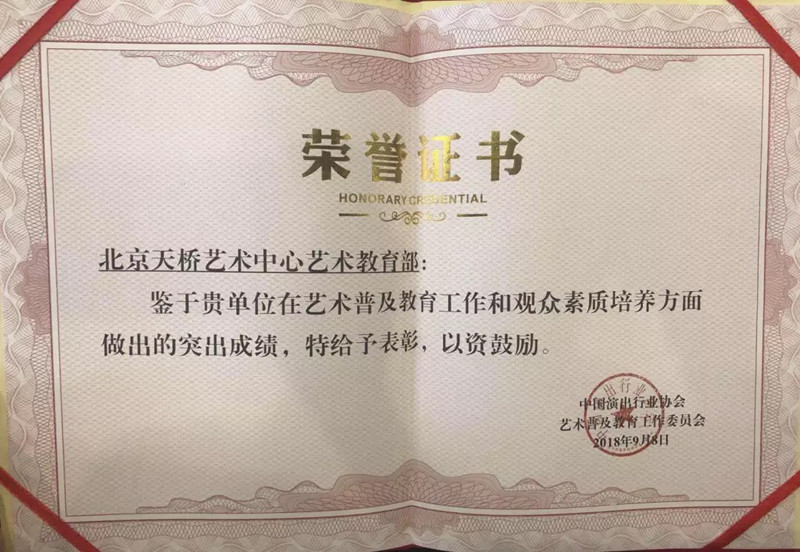 荣誉证书
HONORARY CREDENTIAL
北京天桥艺术中心艺术教育部：
鉴于贵单位在艺术普及教育工作和观众素质培养方面
做出的突出成绩，特给予表彰，以资鼓励。
中国演出行业协会
艺术普及教育工作委员会
2018年9月8日